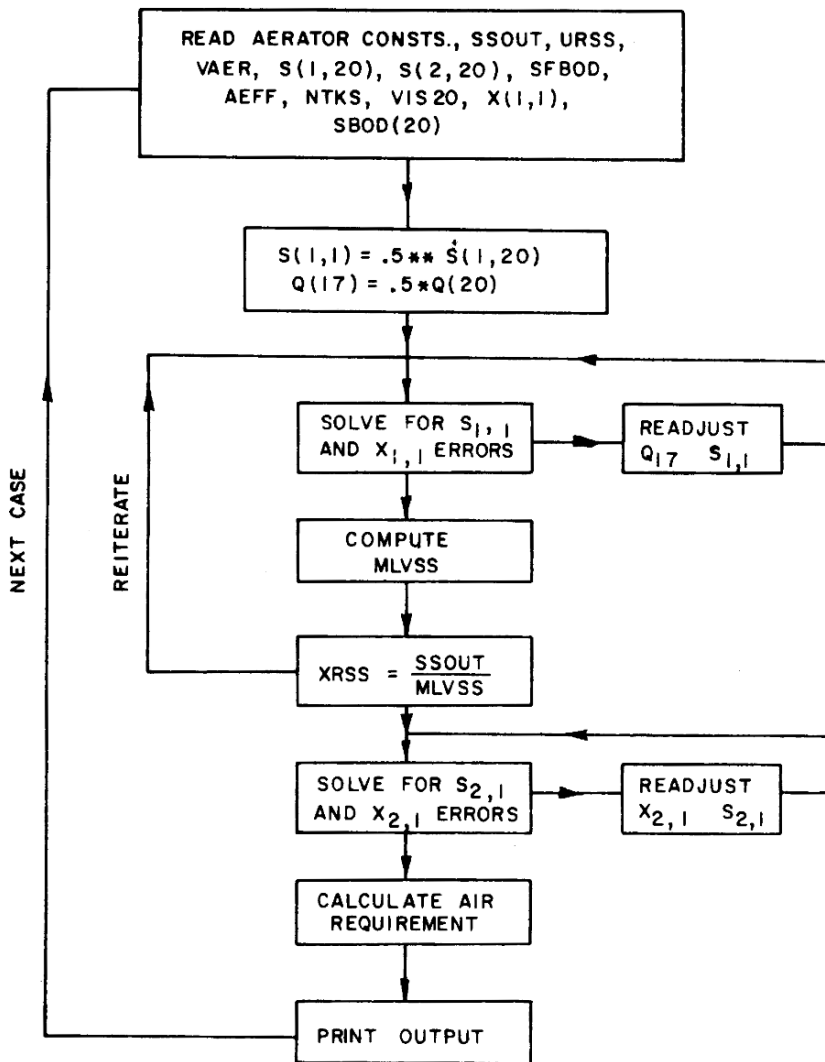 READ AERATOR CONSTS., SSOUT, URSS,
VAER, S(1,20), S(2,20), SFBOD,
AEFF, NTKS, VIS20, X(1,1),
SBOD(20)
S(1,1) = .5** S(1,20)
Q(17) = .5*Q(20)
SOLVE FOR S1,1
AND X1,1 ERRORS
READJUST
Q17 S1,1
COMPUTE
MLVSS
NEXT CASE
REITERATE
XRSS = SSOUT
MLVSS
SOLVE FOR S2,1
AND X2,1 ERRORS
READJUST
X2,1 S2,1
CALCULATE AIR
REQUIREMENT
PRINT OUTPUT